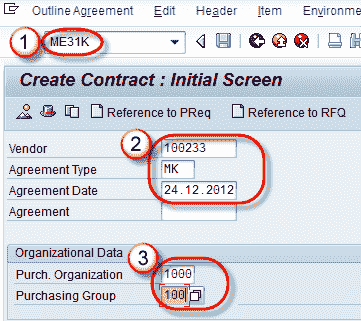 Outline Agreement Edit Header Item Environme
1 ME31K
Create Contract : Initial Screen
Reference to PReq Reference to RFQ
2
Vendor 100233
Agreement Type MK
Agreement Date 24.12.2012
Agreement
Organizational Data
3
Purch. Organization 1000
Purchasing Group 100